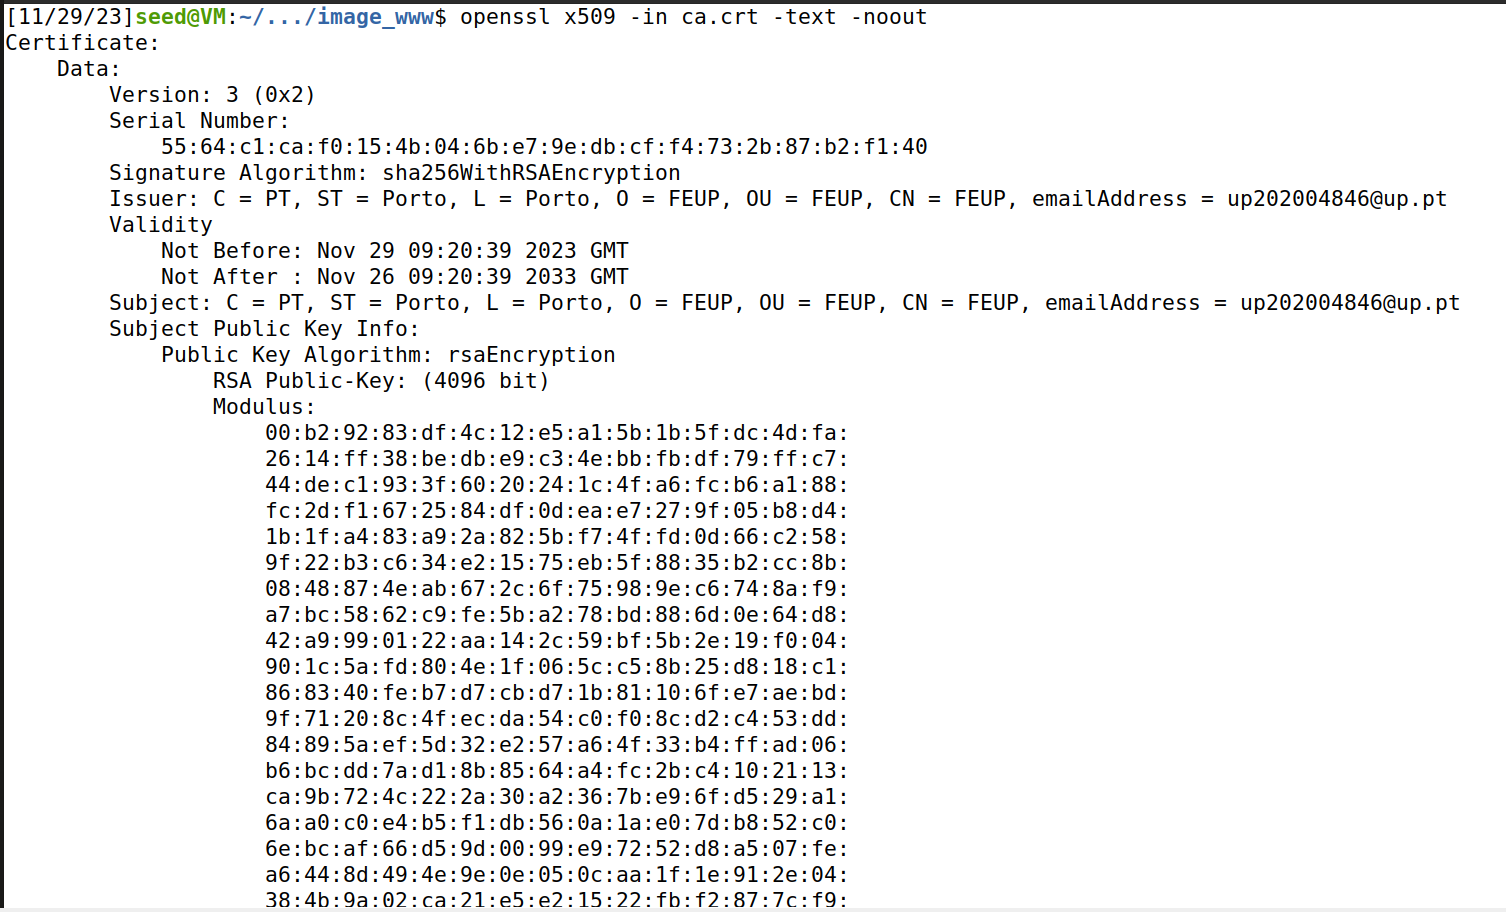 [11/29/23]seed@VM:~/.../image_www$ openssl x509 -in ca.crt -text -noout
Certificate:
    Data:
        Version: 3 (0x2)
        Serial Number:
            55:64:c1:ca:f0:15:4b:04:6b:e7:9e:db:cf:f4:73:2b:87:b2:f1:40
        Signature Algorithm: sha256WithRSAEncryption
        Issuer: C = PT, ST = Porto, L = Porto, O = FEUP, OU = FEUP, CN = FEUP, emailAddress = up202004846@up.pt
        Validity
            Not Before: Nov 29 09:20:39 2023 GMT
            Not After : Nov 26 09:20:39 2033 GMT
        Subject: C = PT, ST = Porto, L = Porto, O = FEUP, OU = FEUP, CN = FEUP, emailAddress = up202004846@up.pt
        Subject Public Key Info:
            Public Key Algorithm: rsaEncryption
                RSA Public-Key: (4096 bit)
                Modulus:
                    00:b2:92:83:df:4c:12:e5:a1:5b:1b:5f:dc:4d:fa:
                    26:14:ff:38:be:db:e9:c3:4e:bb:fb:df:79:ff:c7:
                    44:de:c1:93:3f:60:20:24:1c:4f:a6:fc:b6:a1:88:
                    fc:2d:f1:67:25:84:df:0d:ea:e7:27:9f:05:b8:d4:
                    1b:1f:a4:83:a9:2a:82:5b:f7:4f:fd:0d:66:c2:58:
                    9f:22:b3:c6:34:e2:15:75:eb:5f:88:35:b2:cc:8b:
                    08:48:87:4e:ab:67:2c:6f:75:98:9e:c6:74:8a:f9:
                    a7:bc:58:62:c9:fe:5b:a2:78:bd:88:6d:0e:64:d8:
                    42:a9:99:01:22:aa:14:2c:59:bf:5b:2e:19:f0:04:
                    90:1c:5a:fd:80:4e:1f:06:5c:c5:8b:25:d8:18:c1:
                    86:83:40:fe:b7:d7:cb:d7:1b:81:10:6f:e7:ae:bd:
                    9f:71:20:8c:4f:ec:da:54:c0:f0:8c:d2:c4:53:dd:
                    84:89:5a:ef:5d:32:e2:57:a6:4f:33:b4:ff:ad:06:
                    b6:bc:dd:7a:d1:8b:85:64:a4:fc:2b:c4:10:21:13:
                    ca:9b:72:4c:22:2a:30:a2:36:7b:e9:6f:d5:29:a1:
                    6a:a0:c0:e4:b5:f1:db:56:0a:1a:e0:7d:b8:52:c0:
                    6e:bc:af:66:d5:9d:00:99:e9:72:52:d8:a5:07:fe:
                    a6:44:8d:49:4e:9e:0e:05:0c:aa:1f:1e:91:2e:04:
                    38:4b:9a:02:ca:21:e5:e2:15:22:fb:f2:87:7c:f9: